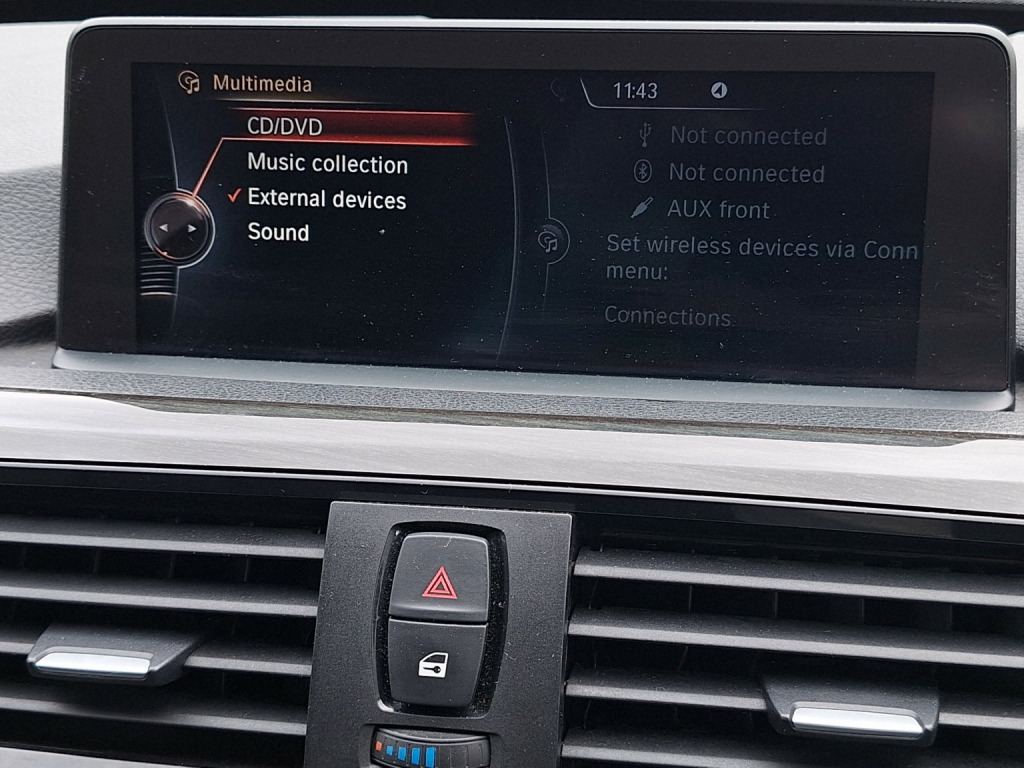 Multimedia
CD/DVD
Music collection
External devices
Sound
11:43
Not connected
Not connected
AUX front
Set wireless devices via Conn
menu:
Connections